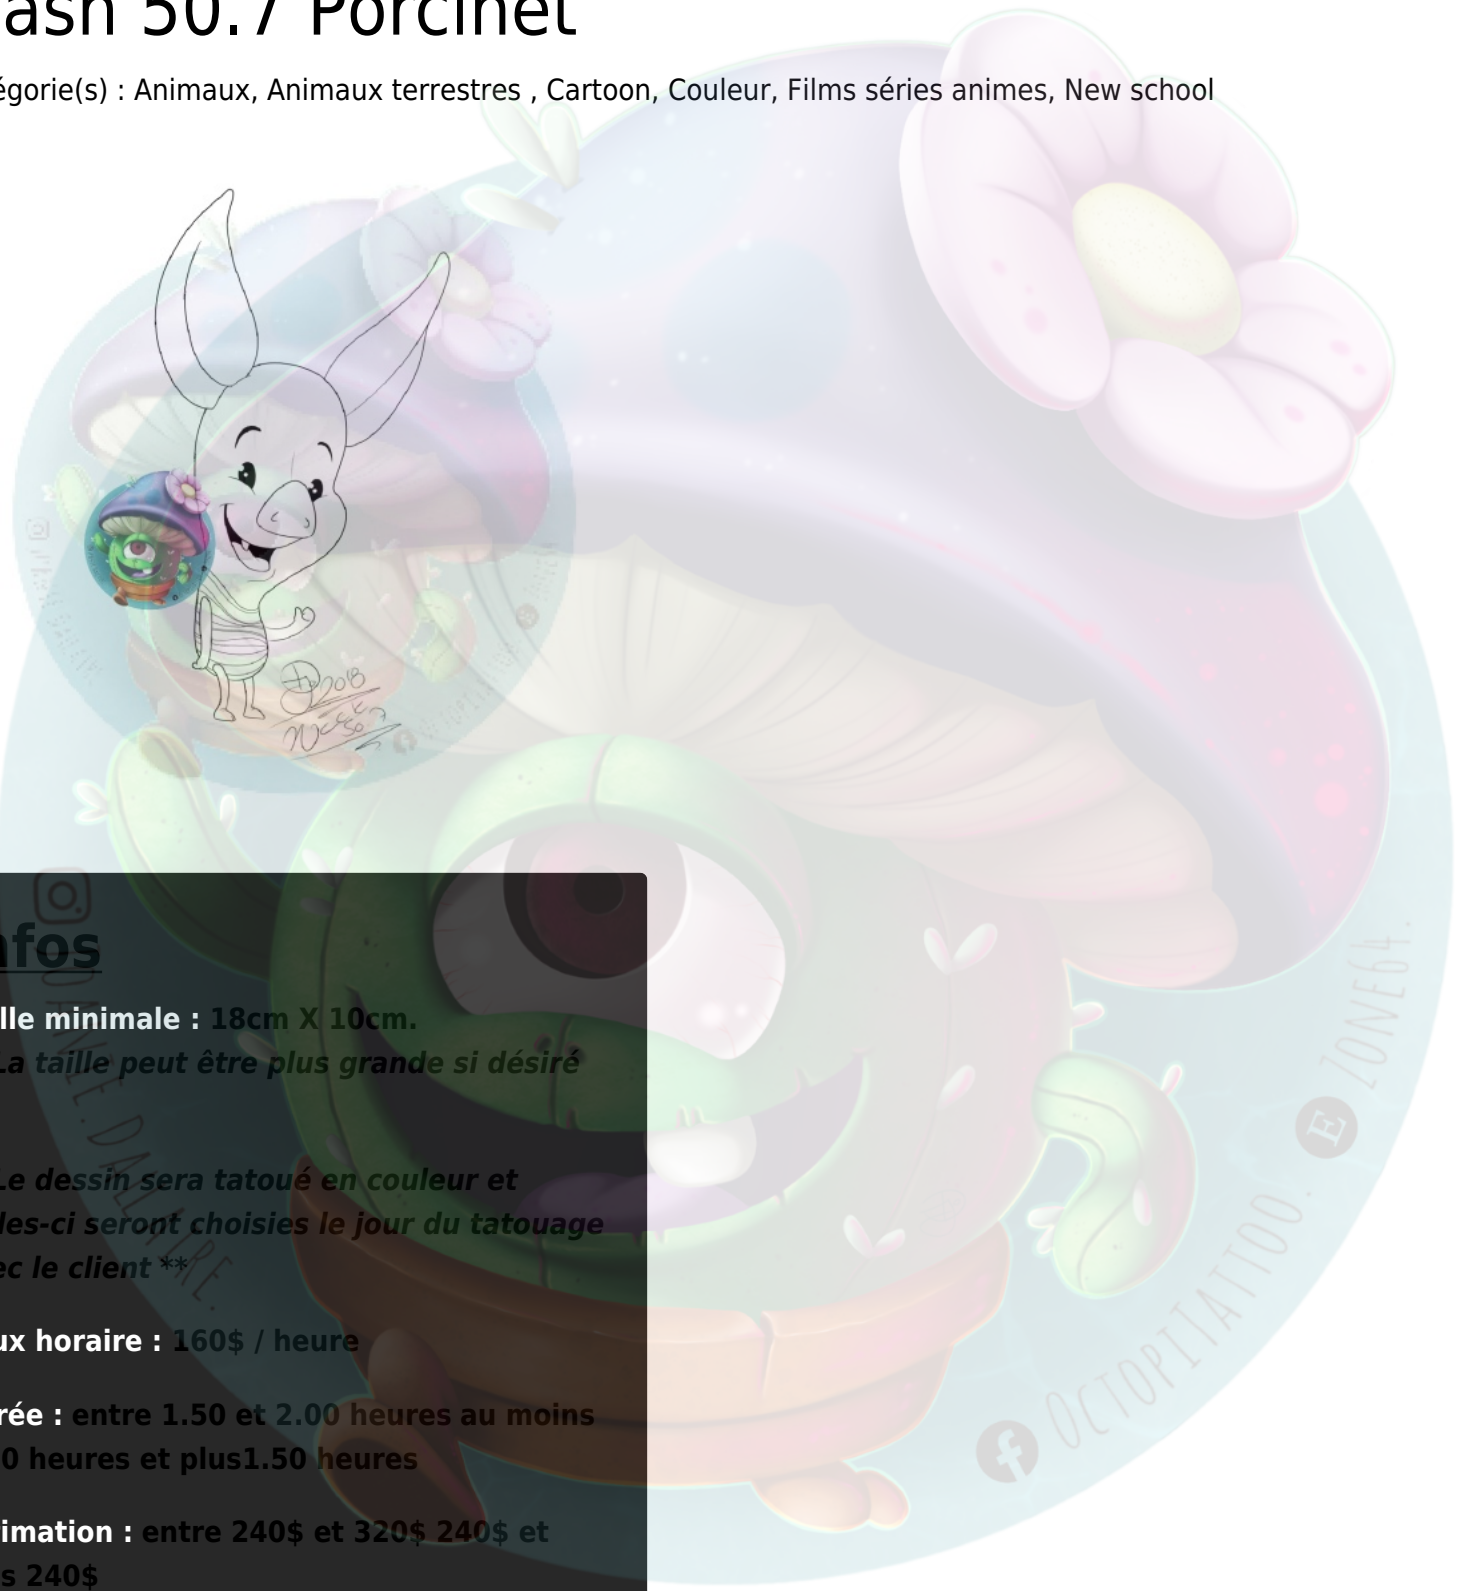 ash 50.7 Porcinet
égorie(s) : Animaux, Animaux terrestres , Cartoon, Couleur, Films séries animes, New school
2018
nfos
lle minimale : 18cm X 10cm.
La taille peut être plus grande si désiré
Le dessin sera tatoué en couleur et
les-ci seront choisies le jour du tatouage
ec le client **
ux horaire : 160$ / heure
rée : entre 1.50 et 2.00 heures au moins
0 heures et plus1.50 heures
imation : entre 240$ et 320$ 240$ et
s 240$
DALLAIRE.
OCTOPITATTOO.
ZONE64.